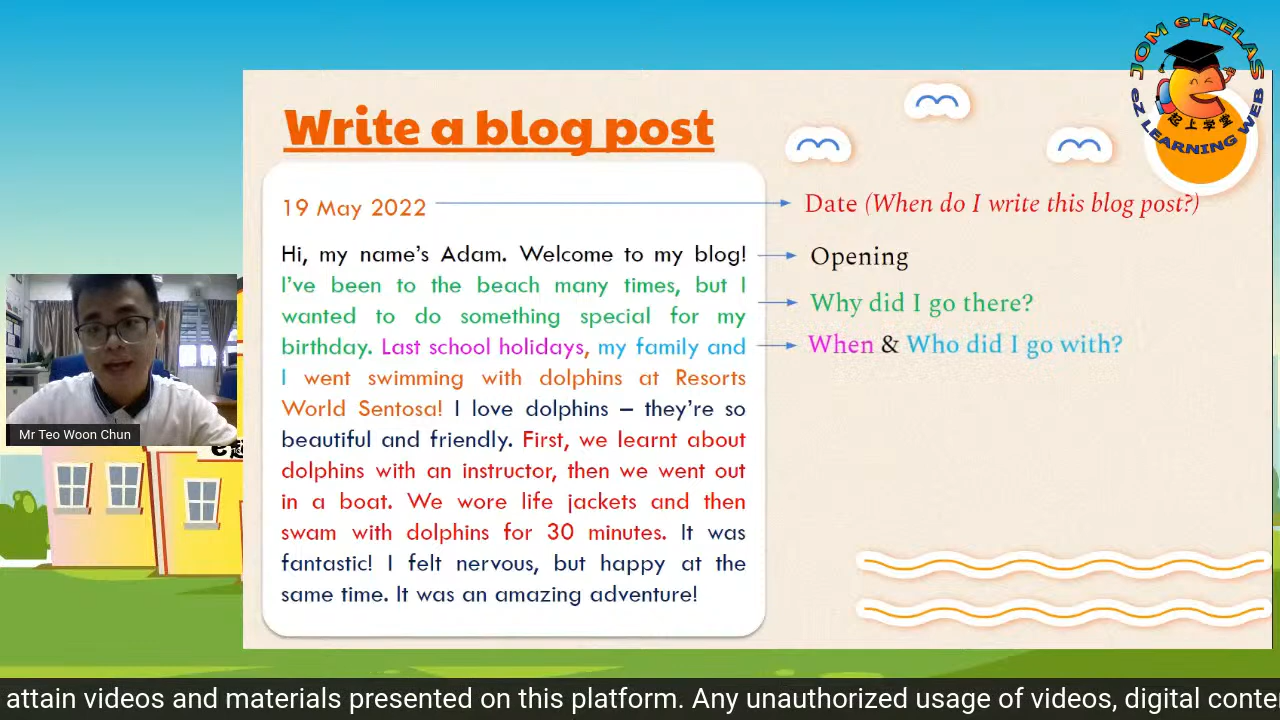 JOM e-KELAS
起上学堂
eZ LEARNING WEB
Write a blog post
19 May 2022
Date (When do I write this blog post?)
Hi, my name's Adam. Welcome to my blog!
Opening
I've been to the beach many times, but I
wanted to do something special for my
Why did I go there?
birthday. Last school holidays, my family and
When & Who did I go with?
I went swimming with dolphins at Resorts
World Sentosa! I love dolphins – they're so
beautiful and friendly. First, we learnt about
dolphins with an instructor, then we went out
in a boat. We wore life jackets and then
swam with dolphins for 30 minutes. It was
fantastic! I felt nervous, but happy at the
same time. It was an amazing adventure!
Mr Teo Woon Chun
attain videos and materials presented on this platform. Any unauthorized usage of videos, digital conte